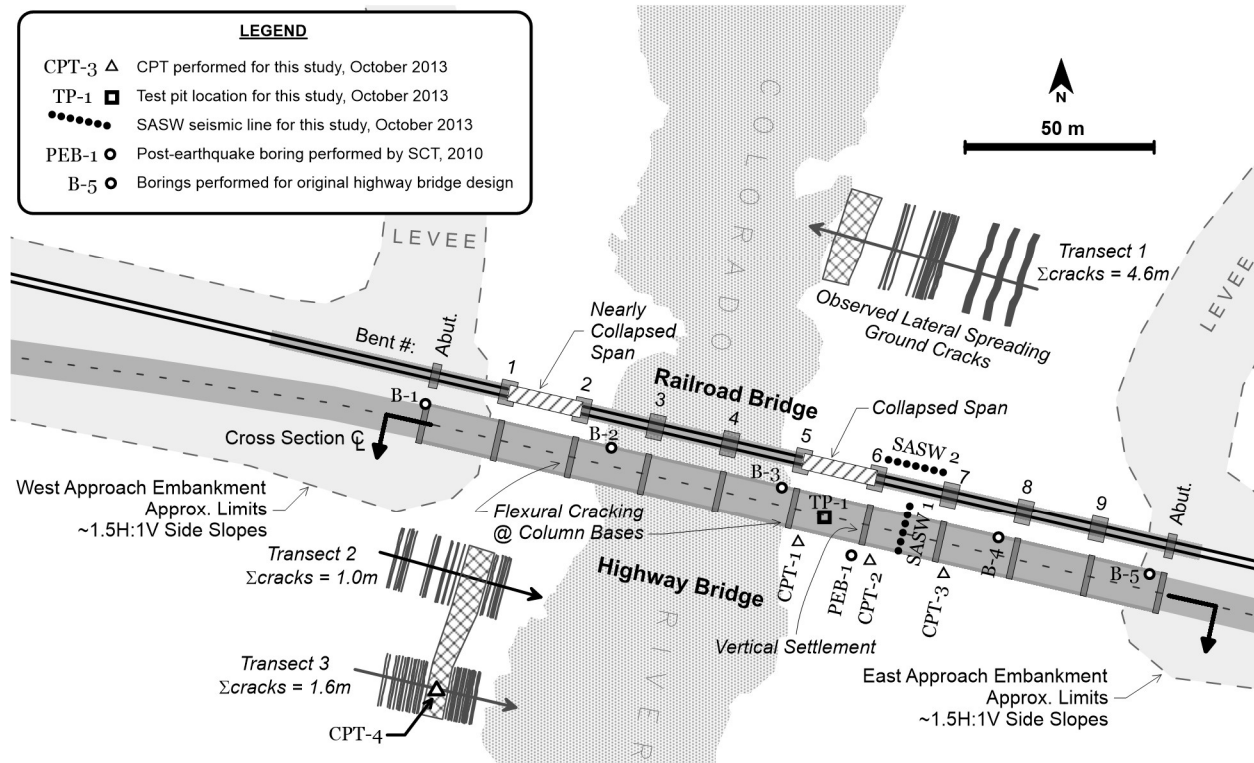 LEGEND
CPT-3 CPT performed for this study, October 2013
TP-1 Test pit location for this study, October 2013
SASW seismic line for this study, October 2013
PEB-1 Post-earthquake boring performed by SCT, 2010
B-5 Borings performed for original highway bridge design
N
50 m
COLORADO
RIVER
LEVEE
LEVEE
Transect 1
Σcracks = 4.6m
Observed Lateral Spreading
Ground Cracks
Nearly
Collapsed
Span
Bent #:
Abut.
1
2
3
4
5
6
7
8
9
Abut.
Railroad Bridge
Collapsed Span
SASW 2
B-1
B-2
B-3
TP-1
SASW 1
B-4
B-5
Cross Section ℄
West Approach Embankment
Approx. Limits
~1.5H:1V Side Slopes
Flexural Cracking
@ Column Bases
Highway Bridge
CPT-1
PEB-1
CPT-2
CPT-3
Vertical Settlement
Transect 2
Σcracks = 1.0m
Transect 3
Σcracks = 1.6m
CPT-4
East Approach Embankment
Approx. Limits
~1.5H:1V Side Slopes